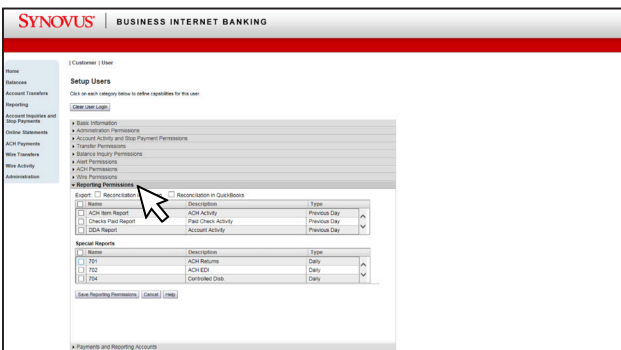 SYNOVUS® | BUSINESS INTERNET BANKING
| Customer | User
Home
Balances
Account Transfers
Reporting
Account Inquiries and
Stop Payments
Online Statements
ACH Payments
Wire Transfers
Wire Activity
Administration
Setup Users
Click on each category below to define capabilities for this user.
Clear User Login
Basic Information
Administration Permissions
Account Activity and Stop Payment Permissions
Transfer Permissions
Balance Inquiry Permissions
Alert Permissions
ACH Permissions
Wire Permissions
Reporting Permissions
Export: Reconciliation Reconciliation in QuickBooks
Name Description Type
ACH Item Report ACH Activity Previous Day
Checks Paid Report Paid Check Activity Previous Day
DDA Report Account Activity Previous Day
Special Reports
Name Description Type
701 ACH Returns Daily
702 ACH EDI Daily
704 Controlled Disb. Daily
Save Reporting Permissions Cancel Help
Payments and Reporting Accounts